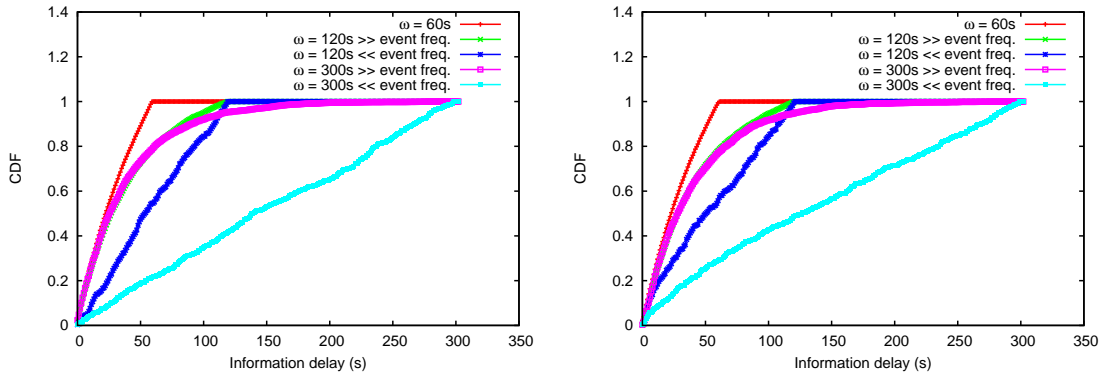 1.4
1.2
1
0.8
0.6
0.4
0.2
0
CDF
ω = 60s
ω = 120s >> event freq.
ω = 120s << event freq.
ω = 300s >> event freq.
ω = 300s << event freq.
0 50 100 150 200 250 300 350
Information delay (s)
1.4
1.2
1
0.8
0.6
0.4
0.2
0
CDF
ω = 60s
ω = 120s >> event freq.
ω = 120s << event freq.
ω = 300s >> event freq.
ω = 300s << event freq.
0 50 100 150 200 250 300 350
Information delay (s)